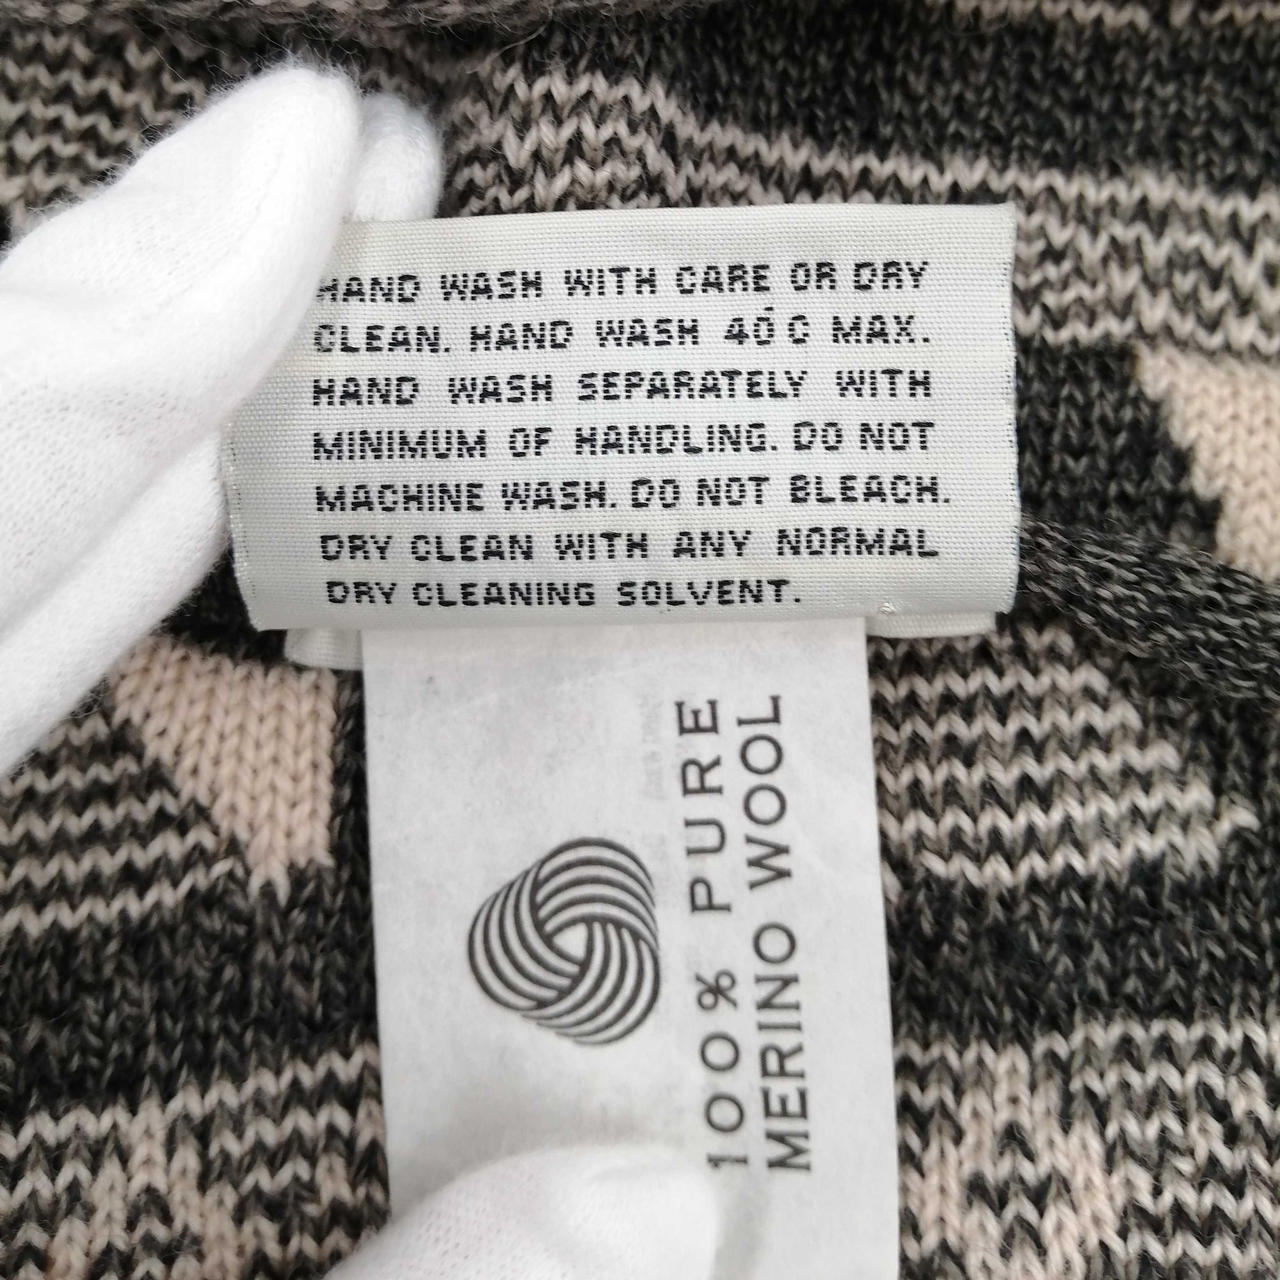 HAND WASH WITH CARE OR DRY
CLEAN. HAND WASH 40°C MAX.
HAND WASH SEPARATELY WITH
MINIMUM OF HANDLING. DO NOT
MACHINE WASH. DO NOT BLEACH.
DRY CLEAN WITH ANY NORMAL
DRY CLEANING SOLVENT.
100% PURE
MERINO WOOL